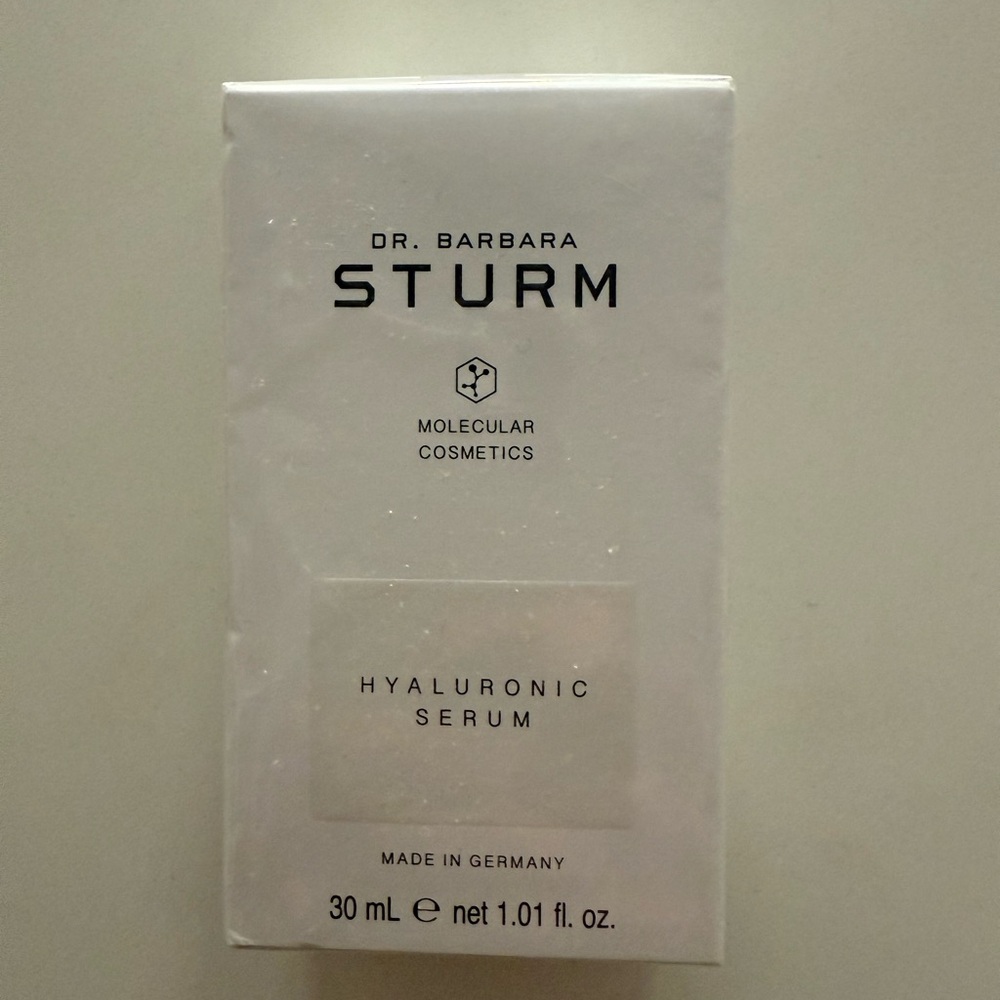 DR. BARBARA
STURM
MOLECULAR
COSMETICS
HYALURONIC
SERUM
MADE IN GERMANY
30 mL ℮ net 1.01 fl. oz.